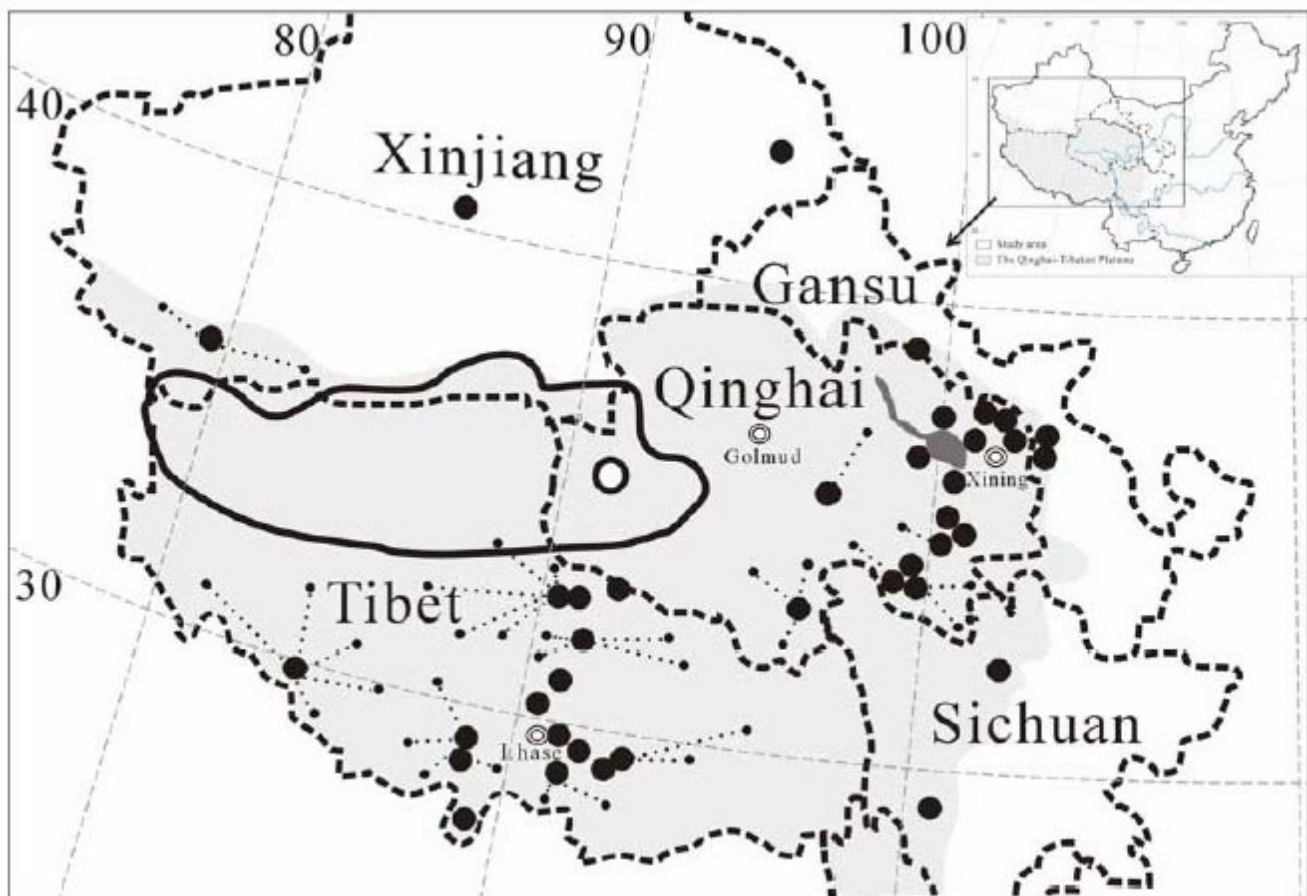 80
90
100
40
Xinjiang
Study area
The Qinghai-Tibetan Plateau
Gansu
Qinghai
Golmud
Xining
30
Tibet
Lhasa
Sichuan